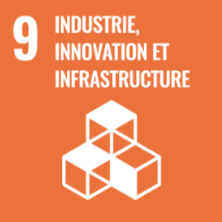 9 INDUSTRIE,
INNOVATION ET
INFRASTRUCTURE